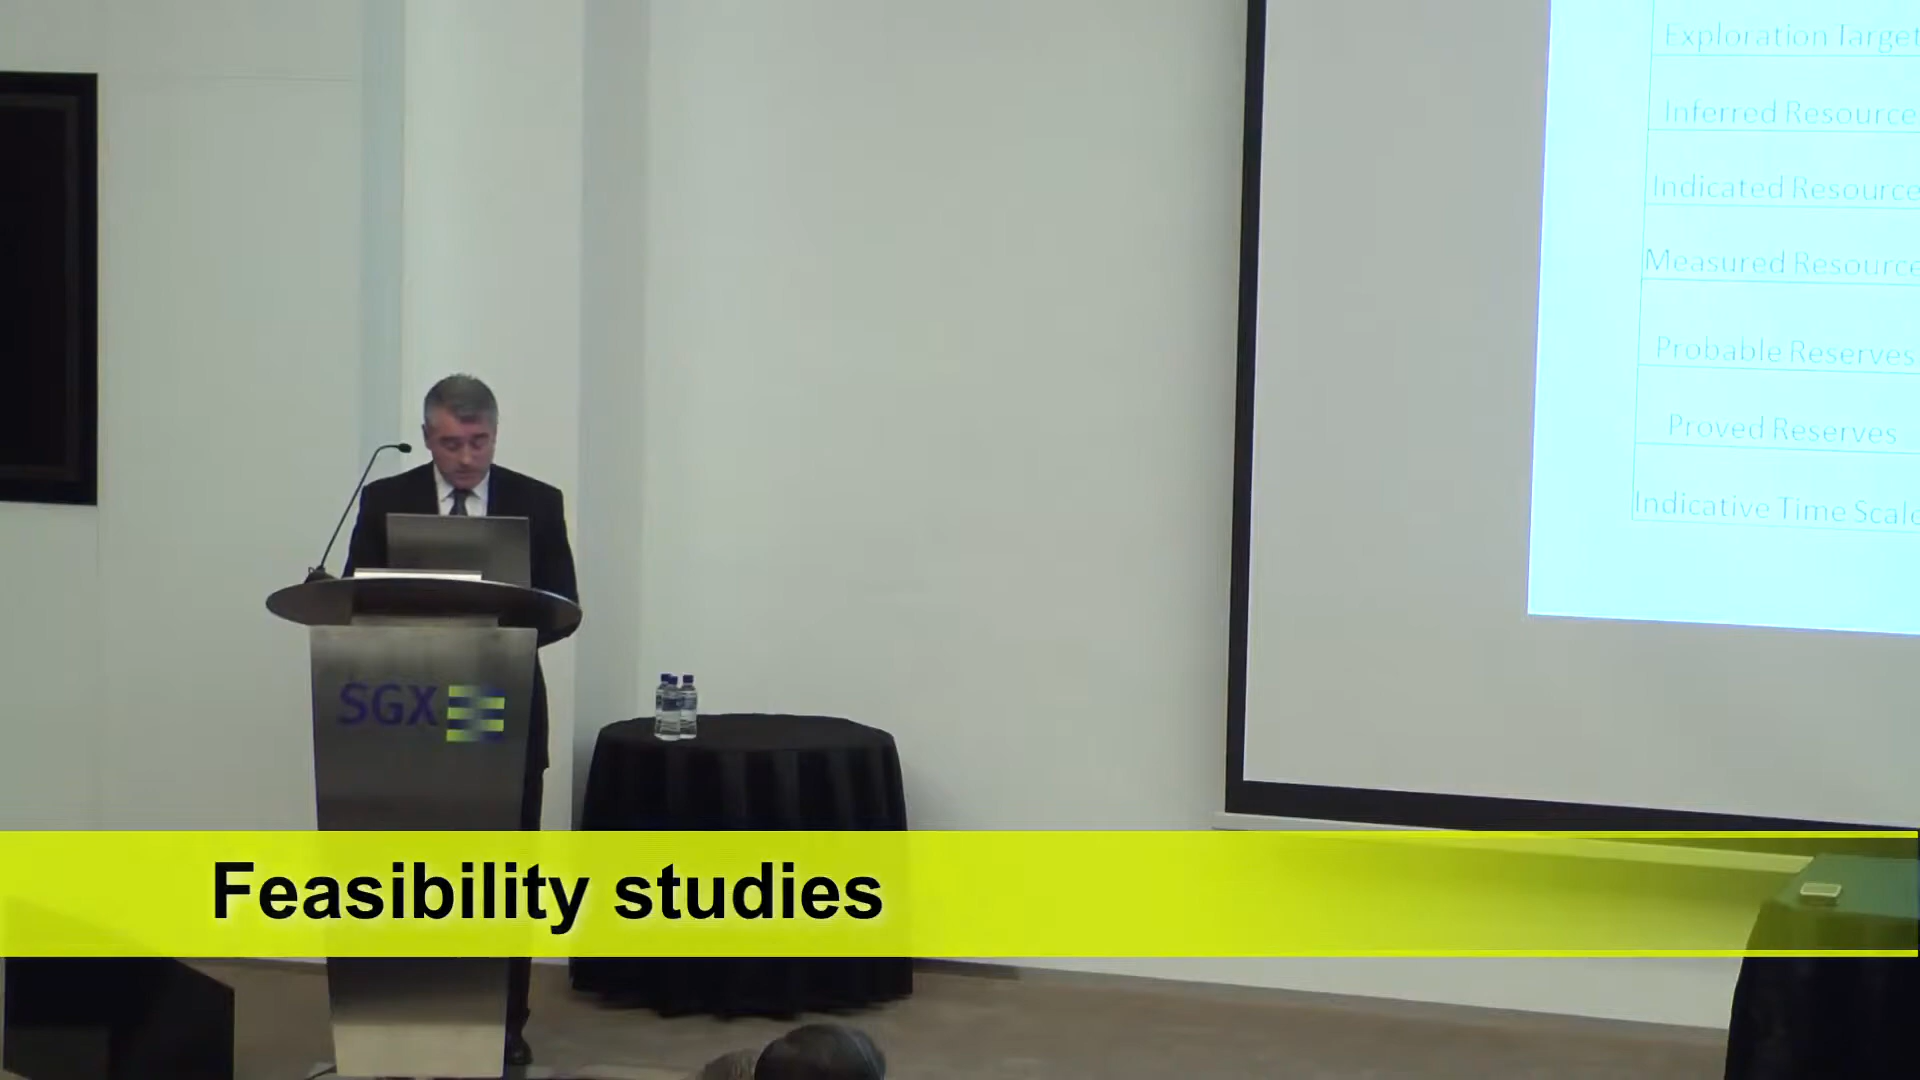 Exploration Target
Inferred Resource
Indicated Resource
Measured Resource
Probable Reserves
Proved Reserves
Indicative Time Scale
SGX
Feasibility studies